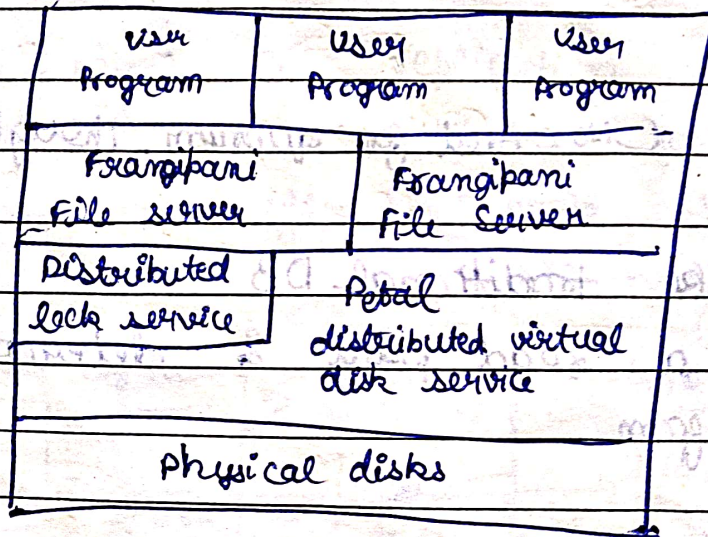 User
Program
User
Program
User
Program
Frangipani
File server
Frangipani
File Server
Distributed
lock service
Petal
distributed virtual
disk service
Physical disks